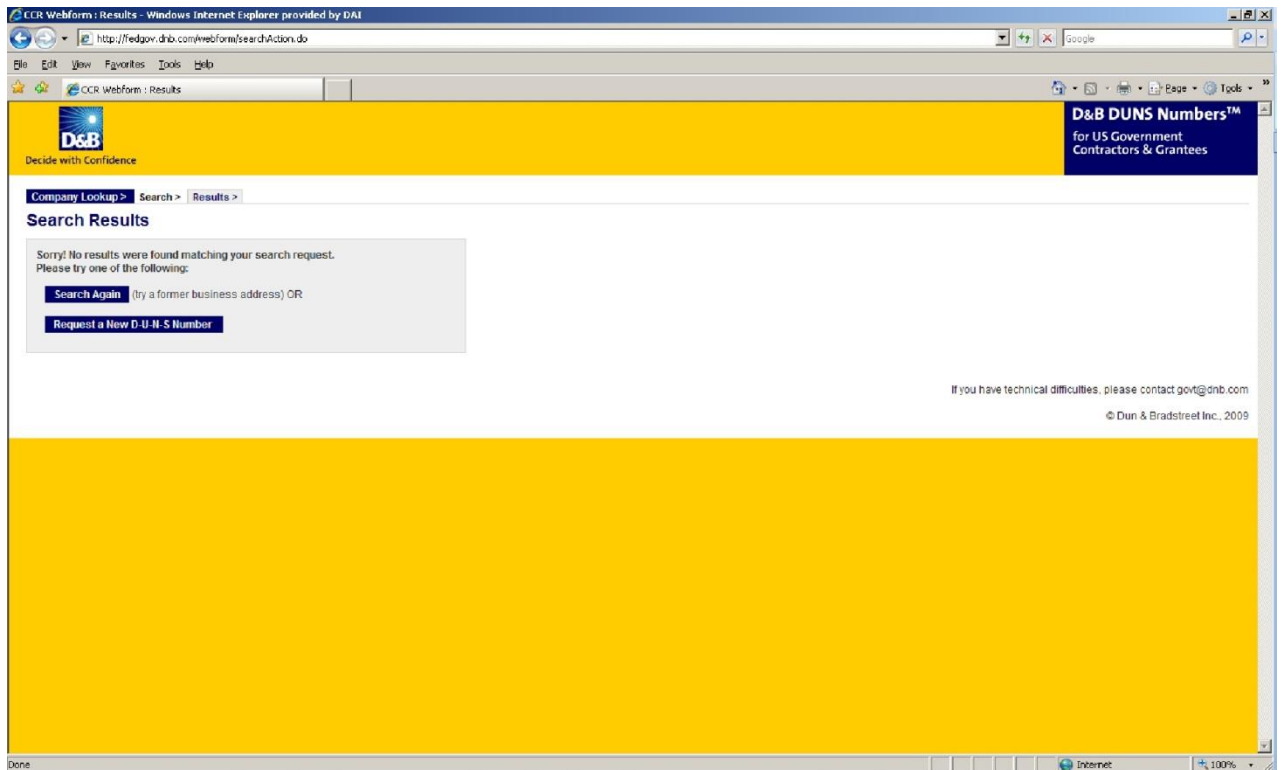 CCR Webform : Results - Windows Internet Explorer provided by DAI
http://fedgov.dnb.com/webform/searchAction.do
Google
File Edit View Favorites Tools Help
CCR Webform : Results
Page Tools
D&B
Decide with Confidence
D&B DUNS Numbers™
for US Government
Contractors & Grantees
Company Lookup > Search > Results >
Search Results
Sorry! No results were found matching your search request.
Please try one of the following:
Search Again (try a former business address) OR
Request a New D-U-N-S Number
If you have technical difficulties, please contact govt@dnb.com
© Dun & Bradstreet Inc., 2009
Done
Internet
100%